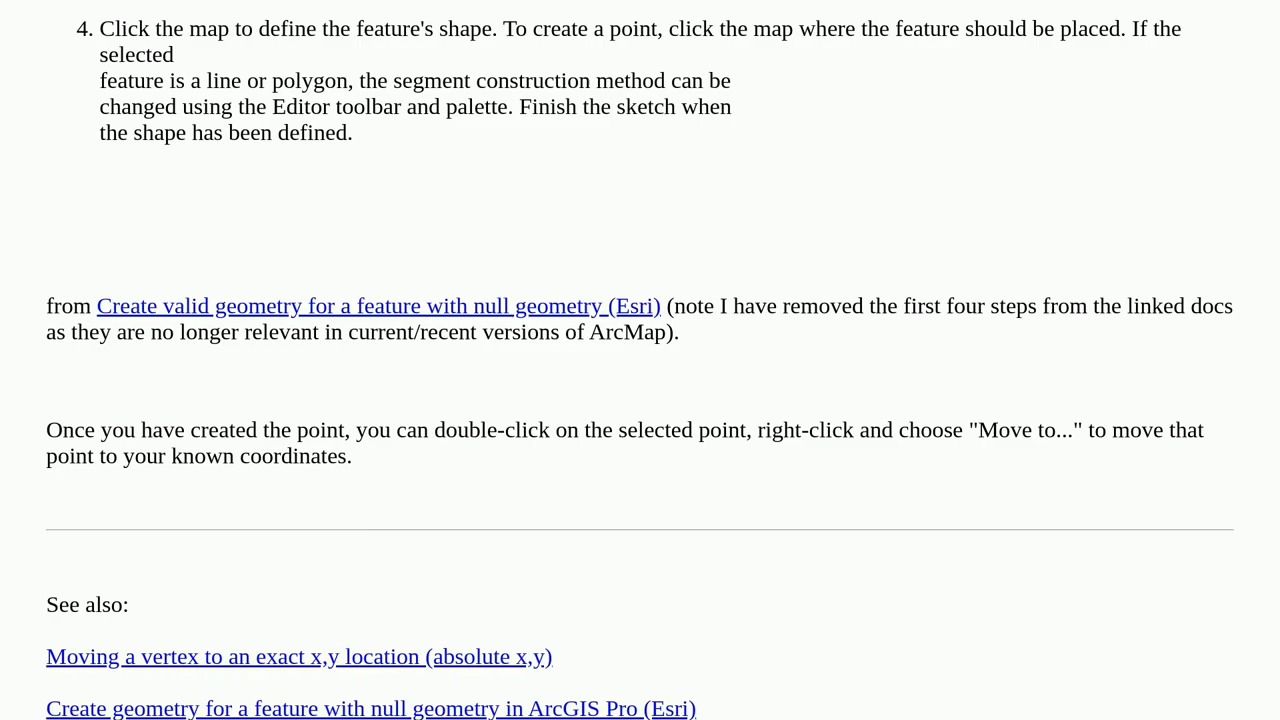 4. Click the map to define the feature's shape. To create a point, click the map where the feature should be placed. If the
selected
feature is a line or polygon, the segment construction method can be
changed using the Editor toolbar and palette. Finish the sketch when
the shape has been defined.
from Create valid geometry for a feature with null geometry (Esri) (note I have removed the first four steps from the linked docs
as they are no longer relevant in current/recent versions of ArcMap).
Once you have created the point, you can double-click on the selected point, right-click and choose "Move to..." to move that
point to your known coordinates.
See also:
Moving a vertex to an exact x,y location (absolute x,y)
Create geometry for a feature with null geometry in ArcGIS Pro (Esri)